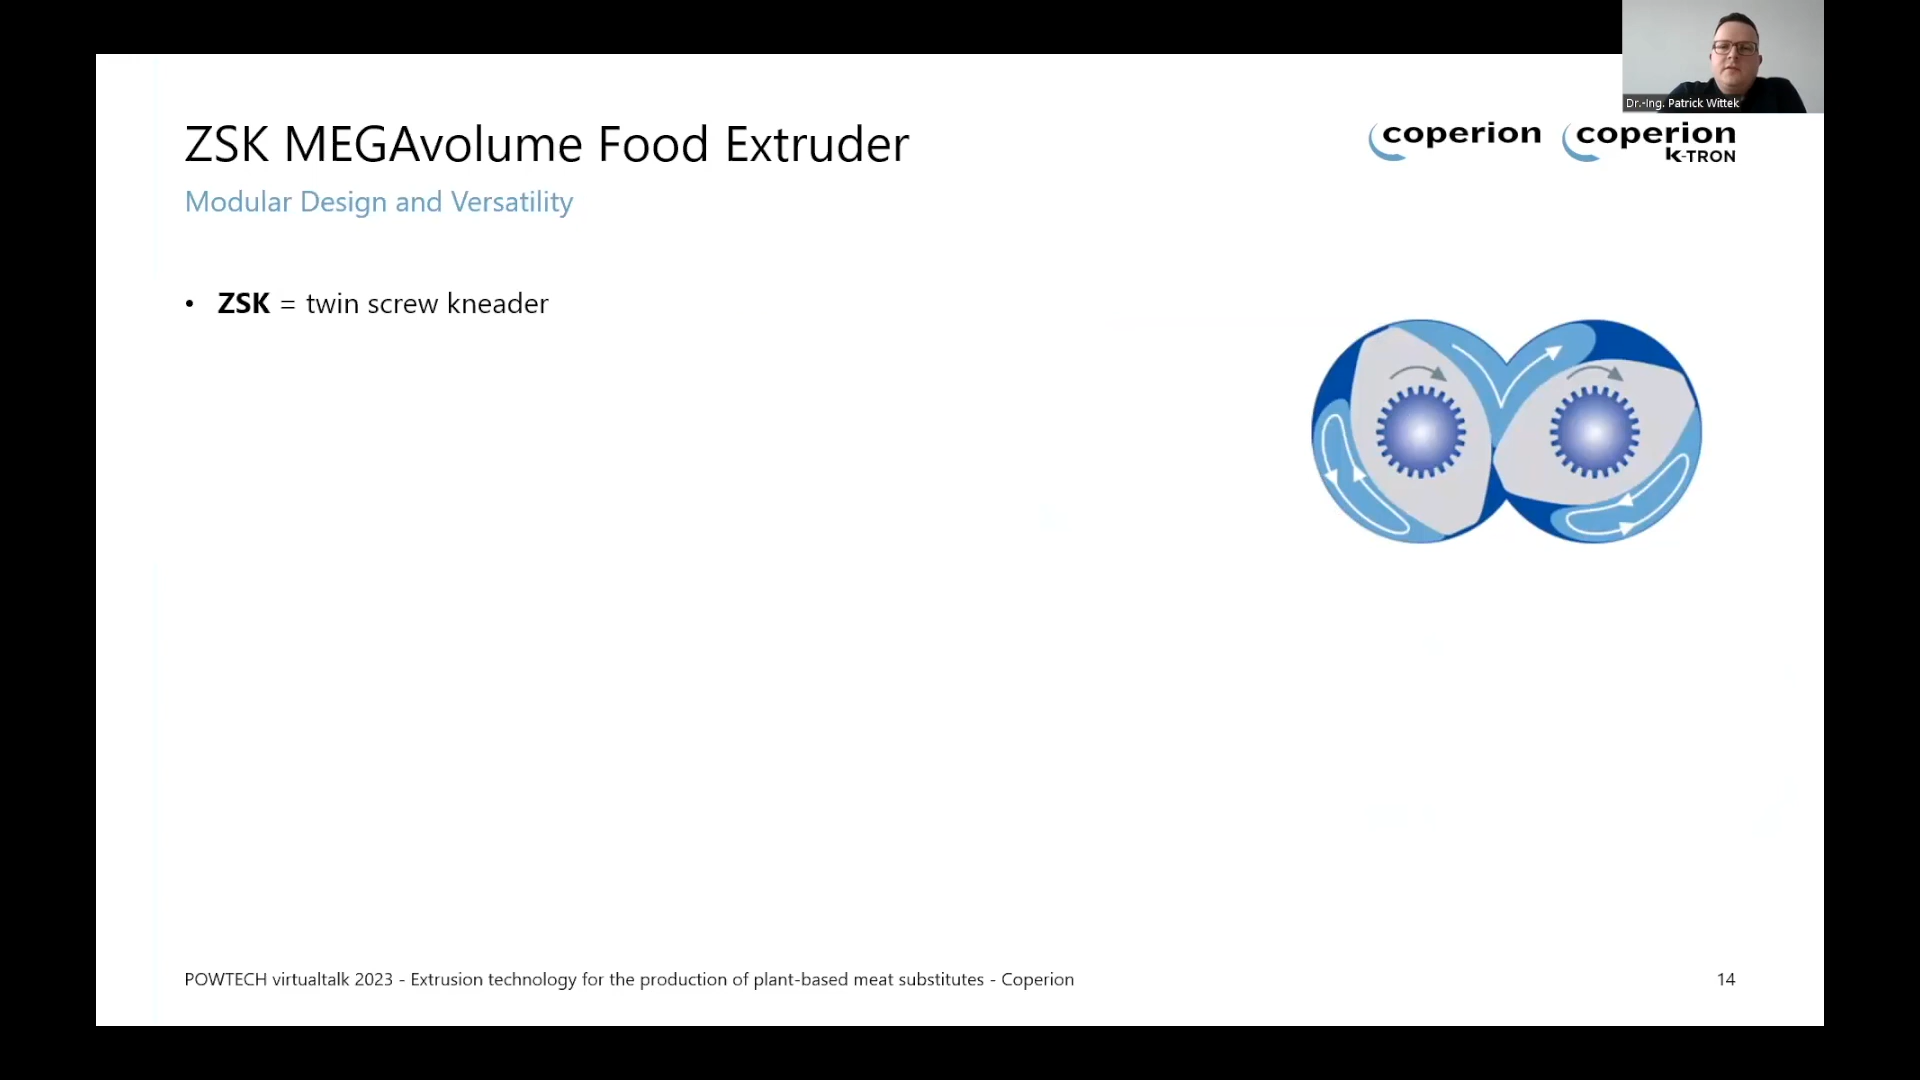 Dr.-Ing. Patrick Wittek
ZSK MEGAvolume Food Extruder
coperion
coperion
K-TRON
Modular Design and Versatility
• ZSK = twin screw kneader
POWTECH virtualtalk 2023 - Extrusion technology for the production of plant-based meat substitutes - Coperion
14